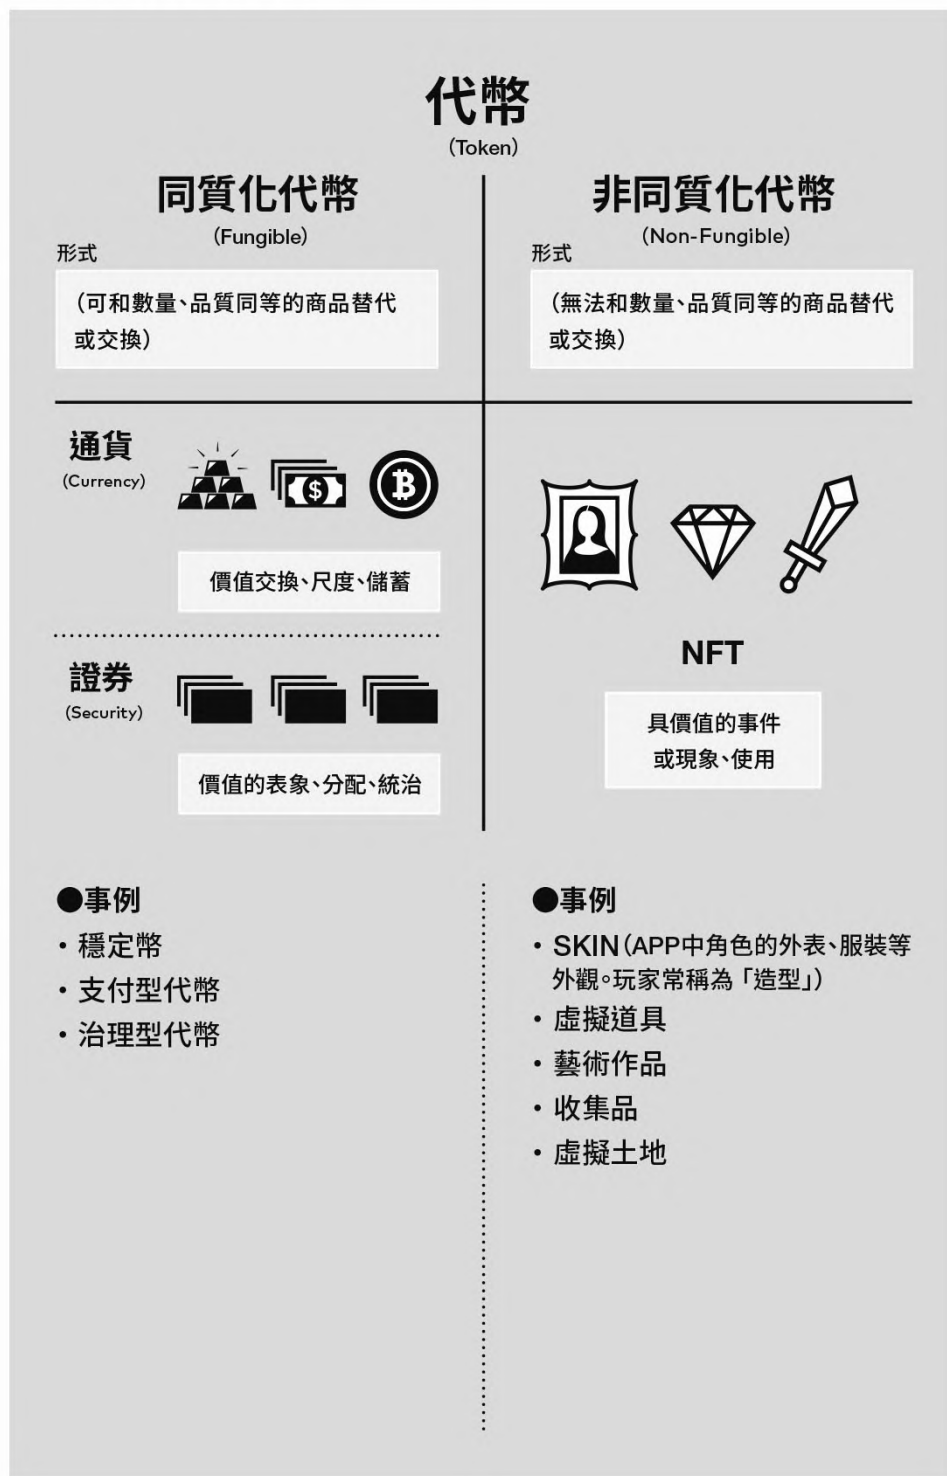 代幣
(Token)
同質化代幣
(Fungible)
形式
(可和數量、品質同等的商品替代
或交換)
非同質化代幣
(Non-Fungible)
形式
(無法和數量、品質同等的商品替代
或交換)
通貨
(Currency)
價值交換、尺度、儲蓄
證券
(Security)
價值的表象、分配、統治
NFT
具價值的事件
或現象、使用
●事例
・穩定幣
・支付型代幣
・治理型代幣
●事例
・SKIN(APP中角色的外表、服裝等
外觀。玩家常稱為「造型」)
・虛擬道具
・藝術作品
・收集品
・虛擬土地